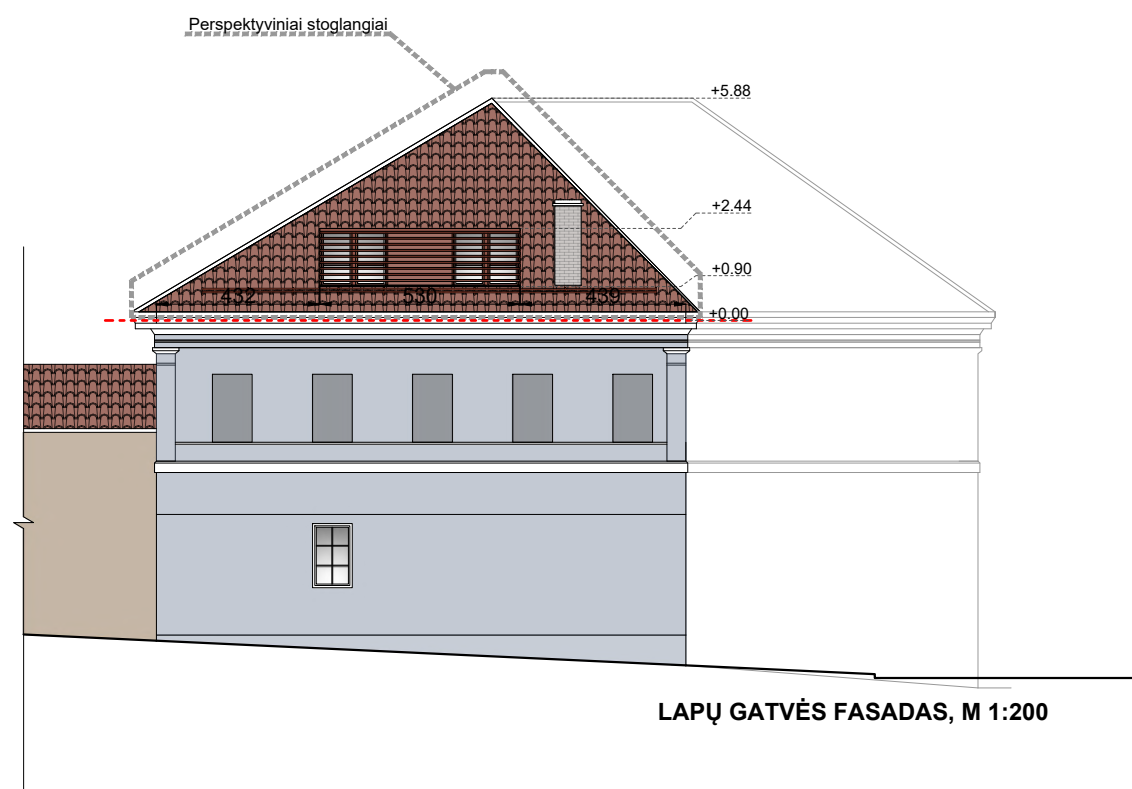 Perspektyviniai stoglangiai
+5.88
+2.44
+0.90
432 530 439
+0.00
LAPŲ GATVĖS FASADAS, M 1:200